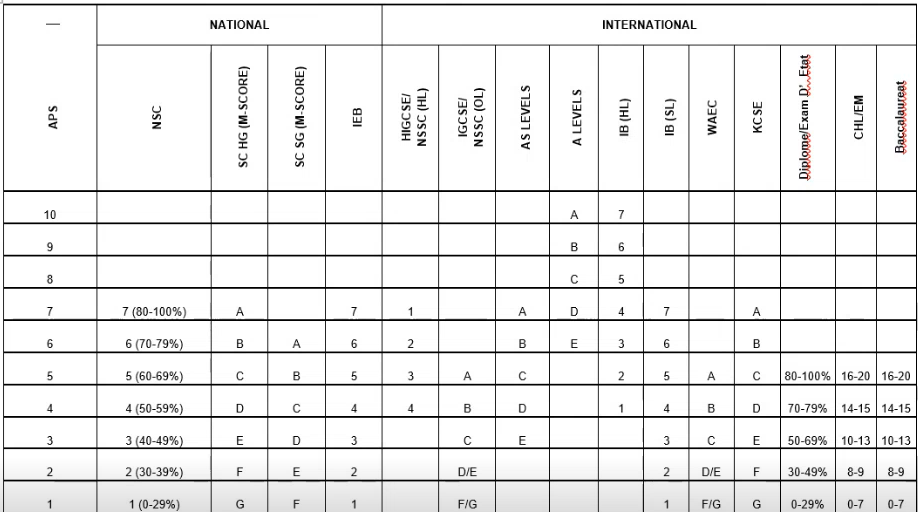 — NATIONAL INTERNATIONAL
APS NSC SC HG (M-SCORE) SC SG (M-SCORE) IEB HIGCSE/ NSSC (HL) IGCSE/ NSSC (OL) AS LEVELS A LEVELS IB (HL) IB (SL) WAEC KCSE Diplome/Exam D'. Etat CHL/EM Baccalaureat
10 A 7
9 B 6
8 C 5
7 7 (80-100%) A 7 1 A D 4 7 A
6 6 (70-79%) B A 6 2 B E 3 6 B
5 5 (60-69%) C B 5 3 A C 2 5 A C 80-100% 16-20 16-20
4 4 (50-59%) D C 4 4 B D 1 4 B D 70-79% 14-15 14-15
3 3 (40-49%) E D 3 C E 3 C E 50-69% 10-13 10-13
2 2 (30-39%) F E 2 D/E 2 D/E F 30-49% 8-9 8-9
1 1 (0-29%) G F 1 F/G 1 F/G G 0-29% 0-7 0-7